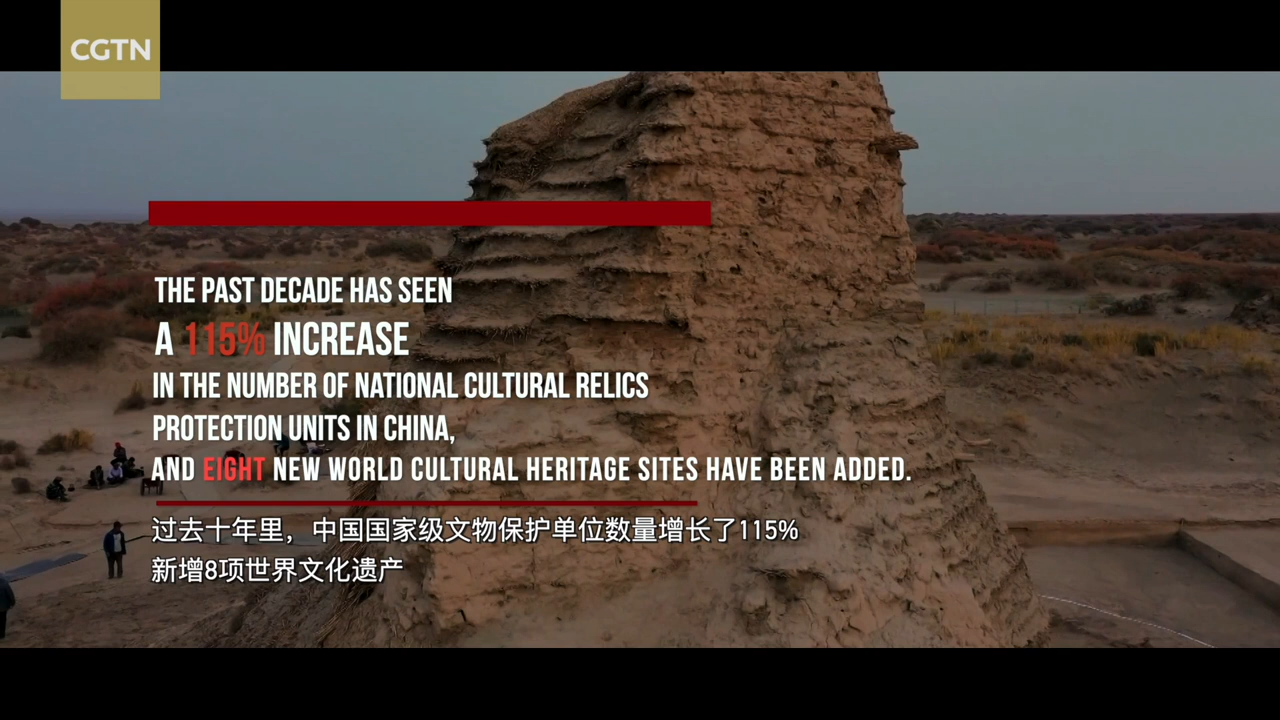 CGTN
THE PAST DECADE HAS SEEN
A 115% INCREASE
IN THE NUMBER OF NATIONAL CULTURAL RELICS
PROTECTION UNITS IN CHINA,
AND EIGHT NEW WORLD CULTURAL HERITAGE SITES HAVE BEEN ADDED.
过去十年里，中国国家级文物保护单位数量增长了115%
新增8项世界文化遗产